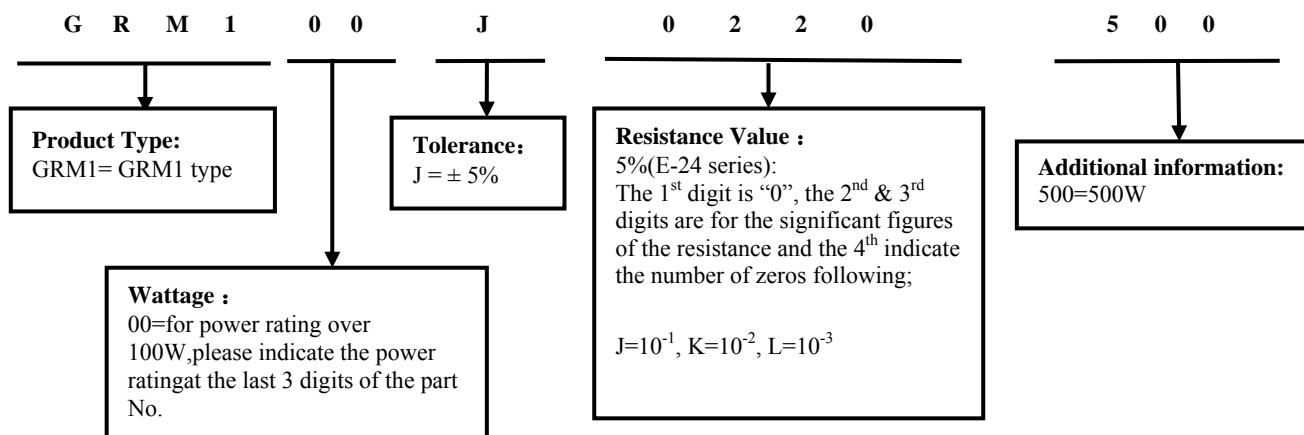 G R M 1 0 0 J 0 2 2 0 5 0 0
Product Type:
GRM1= GRM1 type
Tolerance：
J = ± 5%
Resistance Value：
5%(E-24 series):
The 1st digit is “0”, the 2nd & 3rd
digits are for the significant figures
of the resistance and the 4th indicate
the number of zeros following;
J=10-1, K=10-2, L=10-3
Additional information:
500=500W
Wattage：
00=for power rating over
100W,please indicate the power
ratingat the last 3 digits of the part
No.